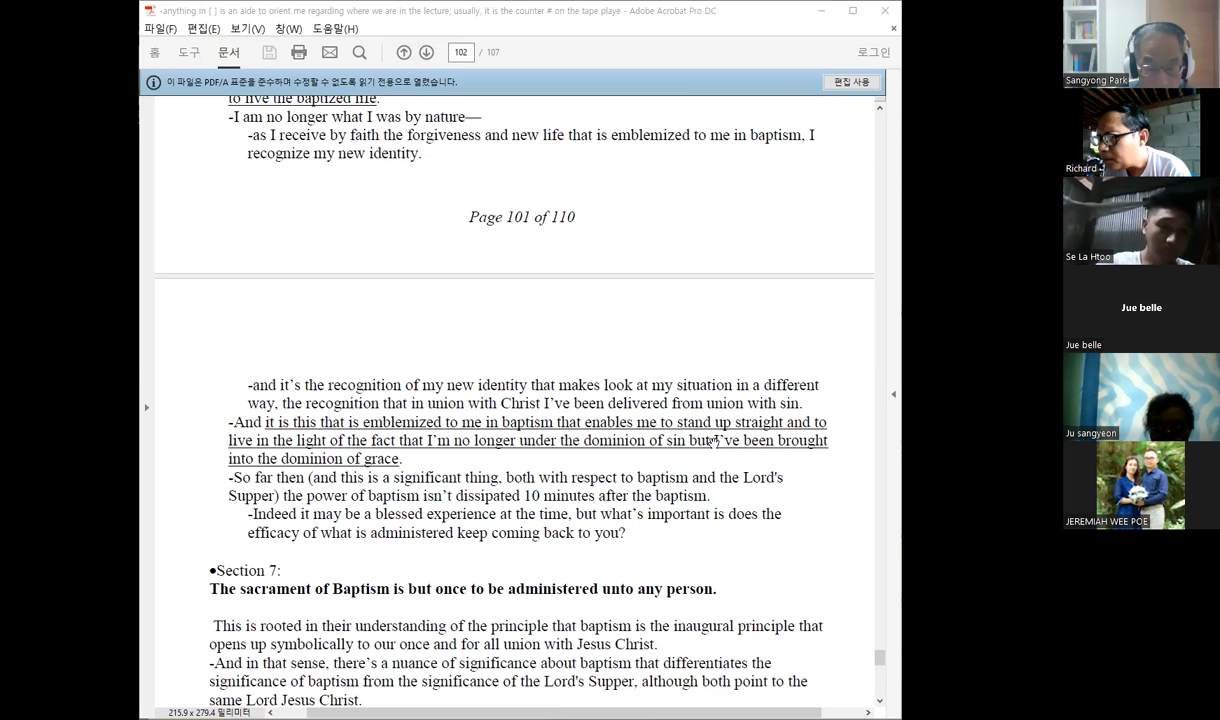 -anything in [ ] is an aide to orient me regarding where we are in the lecture; usually, it is the counter # on the tape playe - Adobe Acrobat Pro DC
파일(F) 편집(E) 보기(V) 창(W) 도움말(H)
홈 도구 문서 102 / 107 로그인
이 파일은 PDF/A 표준을 준수하며 수정할 수 없도록 읽기 전용으로 열렸습니다. 편집 사용
to live the baptized life.
-I am no longer what I was by nature—
-as I receive by faith the forgiveness and new life that is emblemized to me in baptism, I
recognize my new identity.
Page 101 of 110
-and it's the recognition of my new identity that makes look at my situation in a different
way, the recognition that in union with Christ I've been delivered from union with sin.
-And it is this that is emblemized to me in baptism that enables me to stand up straight and to
live in the light of the fact that I'm no longer under the dominion of sin but I've been brought
into the dominion of grace.
-So far then (and this is a significant thing, both with respect to baptism and the Lord's
Supper) the power of baptism isn't dissipated 10 minutes after the baptism.
-Indeed it may be a blessed experience at the time, but what's important is does the
efficacy of what is administered keep coming back to you?
•Section 7:
The sacrament of Baptism is but once to be administered unto any person.
This is rooted in their understanding of the principle that baptism is the inaugural principle that
opens up symbolically to our once and for all union with Jesus Christ.
-And in that sense, there's a nuance of significance about baptism that differentiates the
significance of baptism from the significance of the Lord's Supper, although both point to the
same Lord Jesus Christ.
215.9 x 279.4 밀리미터
Sangyong Park
Richard
Se La Htoo
Jue belle
Jue belle
Ju sangyeon
JEREMIAH WEE POE